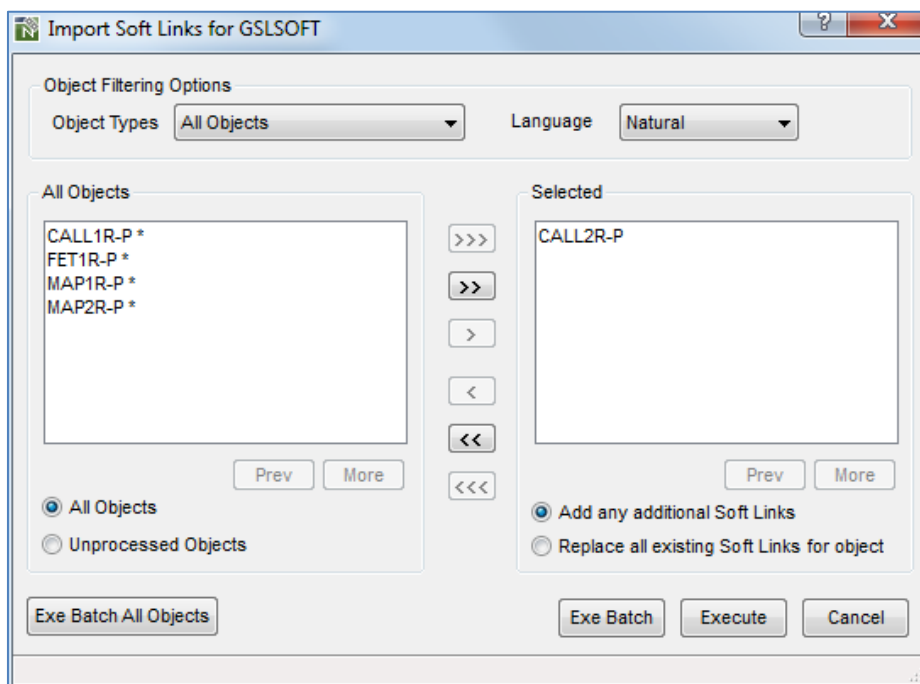 Import Soft Links for GSLSOFT
?
X
Object Filtering Options
Object Types All Objects Language Natural
All Objects
CALL1R-P *
FET1R-P *
MAP1R-P *
MAP2R-P *
Prev More
All Objects
Unprocessed Objects
>>>
>>
>
<
<<
<<<
Selected
CALL2R-P
Prev More
Add any additional Soft Links
Replace all existing Soft Links for object
Exe Batch All Objects Exe Batch Execute Cancel